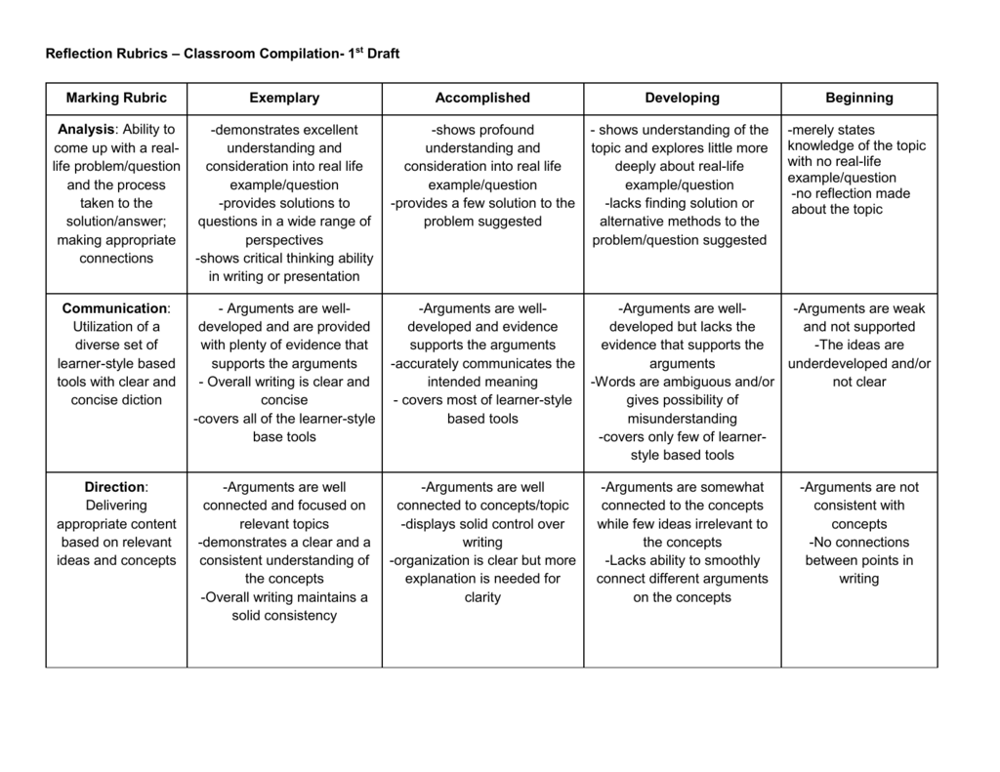 Reflection Rubrics – Classroom Compilation- 1st Draft
Marking Rubric
Exemplary
Accomplished
Developing
Beginning
Analysis: Ability to
come up with a real-
life problem/question
and the process
taken to the
solution/answer;
making appropriate
connections
-demonstrates excellent
understanding and
consideration into real life
example/question
-provides solutions to
questions in a wide range of
perspectives
-shows critical thinking ability
in writing or presentation
-shows profound
understanding and
consideration into real life
example/question
-provides a few solution to the
problem suggested
- shows understanding of the
topic and explores little more
deeply about real-life
example/question
-lacks finding solution or
alternative methods to the
problem/question suggested
-merely states
knowledge of the topic
with no real-life
example/question
-no reflection made
about the topic
Communication:
Utilization of a
diverse set of
learner-style based
tools with clear and
concise diction
- Arguments are well-
developed and are provided
with plenty of evidence that
supports the arguments
- Overall writing is clear and
concise
-covers all of the learner-style
base tools
-Arguments are well-
developed and evidence
supports the arguments
-accurately communicates the
intended meaning
- covers most of learner-style
based tools
-Arguments are well-
developed but lacks the
evidence that supports the
arguments
-Words are ambiguous and/or
gives possibility of
misunderstanding
-covers only few of learner-
style based tools
-Arguments are weak
and not supported
-The ideas are
underdeveloped and/or
not clear
Direction:
Delivering
appropriate content
based on relevant
ideas and concepts
-Arguments are well
connected and focused on
relevant topics
-demonstrates a clear and a
consistent understanding of
the concepts
-Overall writing maintains a
solid consistency
-Arguments are well
connected to concepts/topic
-displays solid control over
writing
-organization is clear but more
explanation is needed for
clarity
-Arguments are somewhat
connected to the concepts
while few ideas irrelevant to
the concepts
-Lacks ability to smoothly
connect different arguments
on the concepts
-Arguments are not
consistent with
concepts
-No connections
between points in
writing